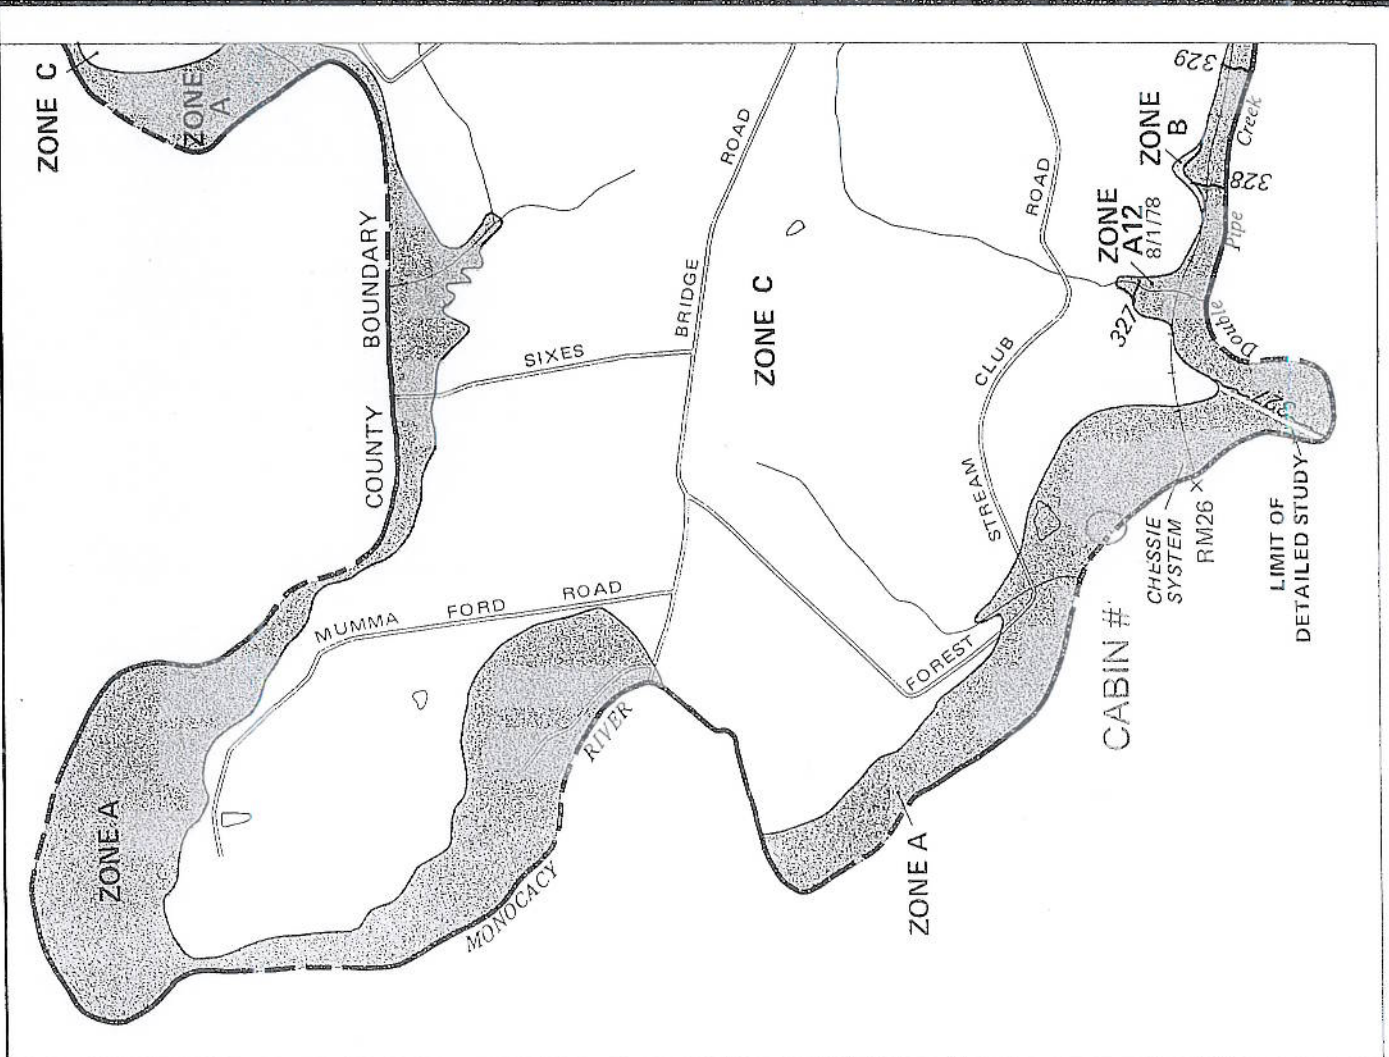 ZONE C
ZONE
A
COUNTY BOUNDARY
SIXES
BRIDGE ROAD
MUMMA FORD ROAD
ZONE A
MONOCACY RIVER
ZONE C
STREAM CLUB ROAD
FOREST
ZONE A
CABIN #
CHESSIE
SYSTEM
RM26
LIMIT OF
DETAILED STUDY
ZONE
A12
8/1/78
ZONE
B
327
327
328
329
Double Pipe Creek